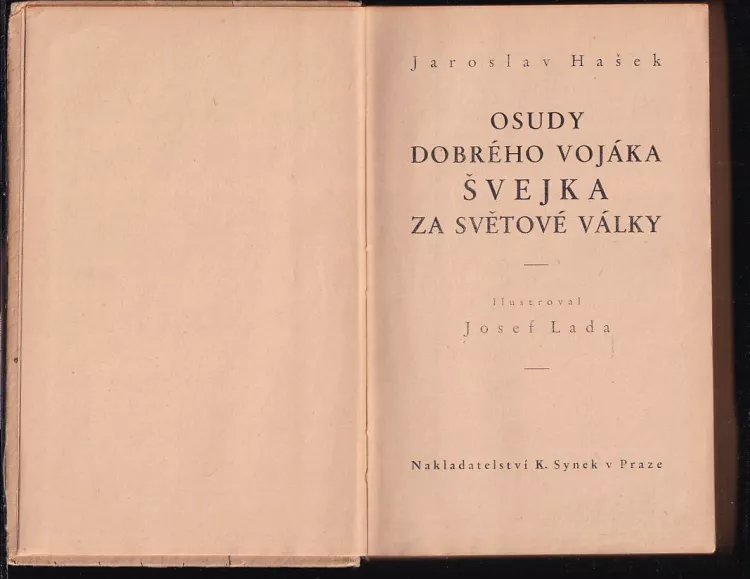 Jaroslav Hašek
OSUDY
DOBRÉHO VOJÁKA
ŠVEJKA
ZA SVĚTOVÉ VÁLKY
Ilustroval
Josef Lada
Nakladatelství K. Synek v Praze